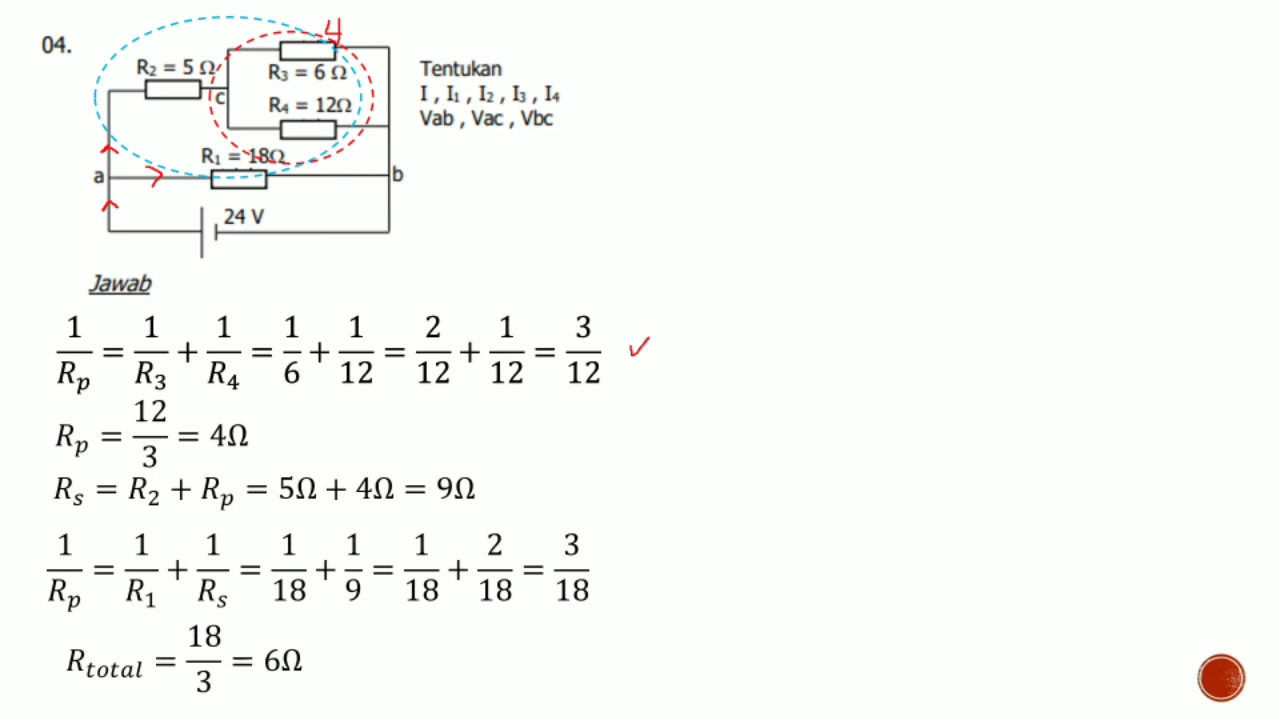 04.
4
R₂ = 5 Ω
c
R₃ = 6 Ω
R₄ = 12Ω
R₁ = 18Ω
a
b
24 V
Tentukan
I , I₁ , I₂ , I₃ , I₄
Vab , Vac , Vbc
Jawab
1/Rₚ = 1/R₃ + 1/R₄ = 1/6 + 1/12 = 2/12 + 1/12 = 3/12 ✓
Rₚ = 12/3 = 4Ω
Rₛ = R₂ + Rₚ = 5Ω + 4Ω = 9Ω
1/Rₚ = 1/R₁ + 1/Rₛ = 1/18 + 1/9 = 1/18 + 2/18 = 3/18
R_total = 18/3 = 6Ω